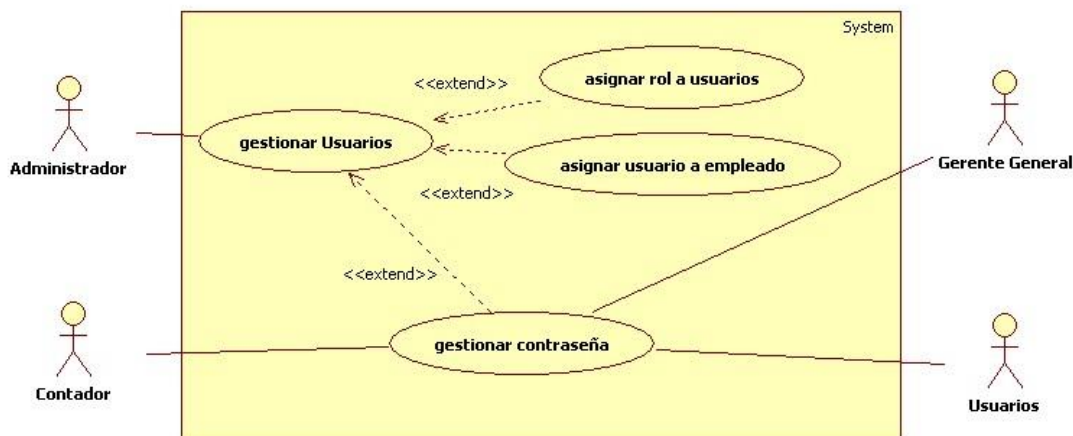 System
<<extend>>
asignar rol a usuarios
gestionar Usuarios
asignar usuario a empleado
<<extend>>
Administrador
Gerente General
<<extend>>
gestionar contraseña
Contador
Usuarios